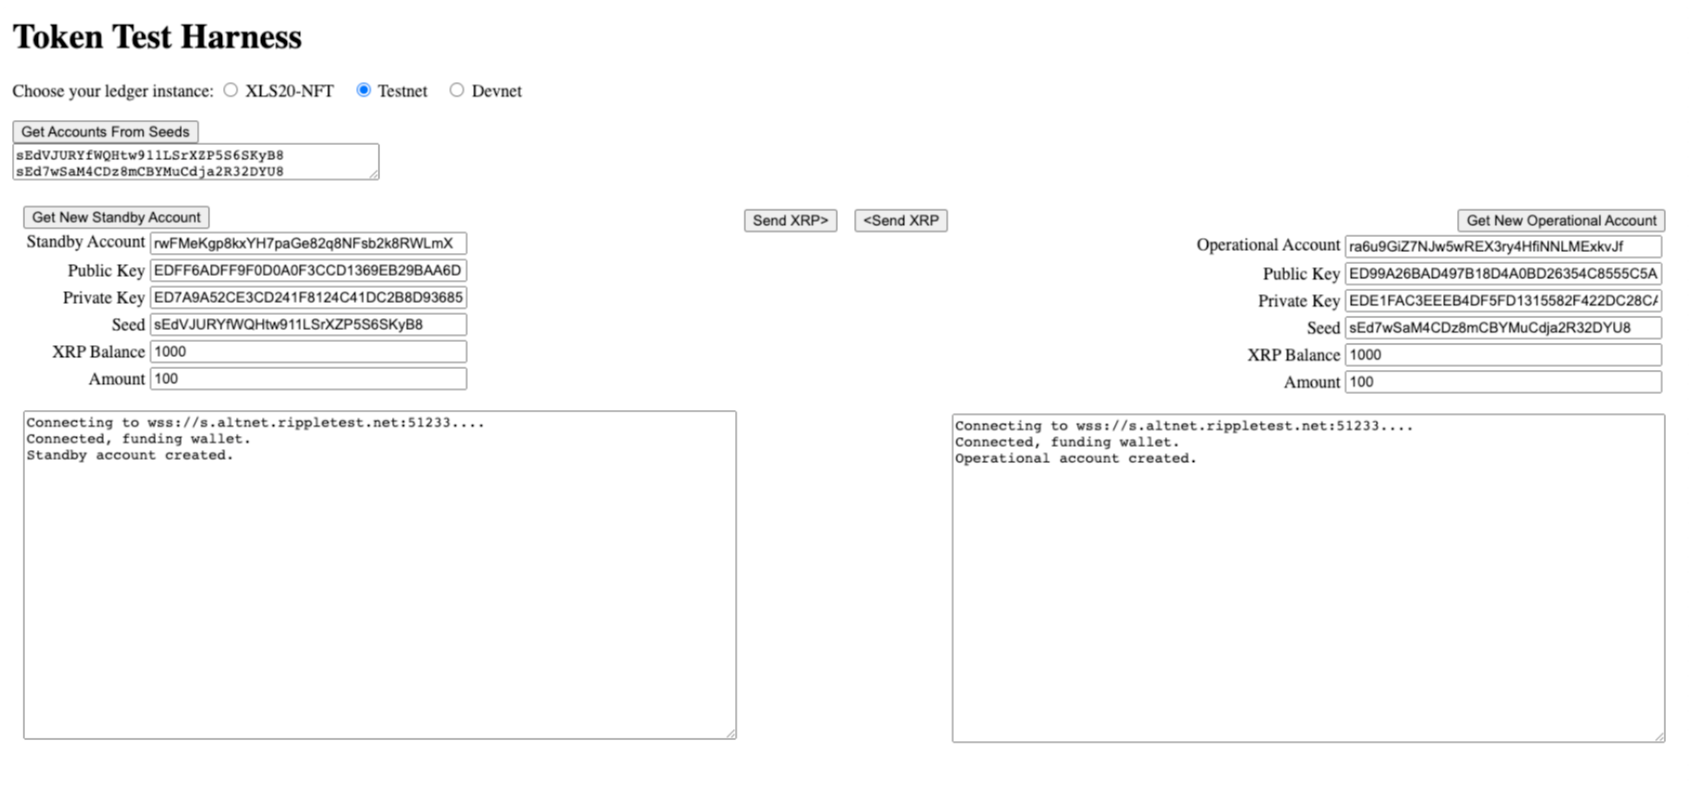 Token Test Harness
Choose your ledger instance: XLS20-NFT Testnet Devnet
Get Accounts From Seeds
sEdVJURYfWQHtw911LSrXZP5S6SKyB8
sEd7wSaM4CDz8mCBYMuCdja2R32DYU8
Get New Standby Account
Standby Account rwFMeKgp8kxYH7paGe82q8NFsb2k8RWLmX
Public Key EDFF6ADFF9F0D0A0F3CCD1369EB29BAA6D
Private Key ED7A9A52CE3CD241F8124C41DC2B8D93685
Seed sEdVJURYfWQHtw911LSrXZP5S6SKyB8
XRP Balance 1000
Amount 100
Send XRP> <Send XRP
Get New Operational Account
Operational Account ra6u9GiZ7NJw5wREX3ry4HfiNNLMExkvJf
Public Key ED99A26BAD497B18D4A0BD26354C8555C5A
Private Key EDE1FAC3EEEB4DF5FD1315582F422DC28CA
Seed sEd7wSaM4CDz8mCBYMuCdja2R32DYU8
XRP Balance 1000
Amount 100
Connecting to wss://s.altnet.rippletest.net:51233....
Connected, funding wallet.
Standby account created.
Connecting to wss://s.altnet.rippletest.net:51233....
Connected, funding wallet.
Operational account created.